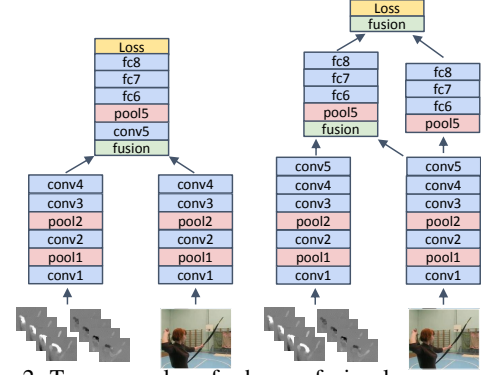 Loss
fc8
fc7
fc6
pool5
conv5
fusion
conv4
conv3
pool2
conv2
pool1
conv1
conv4
conv3
pool2
conv2
pool1
conv1
Loss
fusion
fc8
fc7
fc6
pool5
fusion
fc8
fc7
fc6
pool5
conv5
conv4
conv3
pool2
conv2
pool1
conv1
conv5
conv4
conv3
pool2
conv2
pool1
conv1